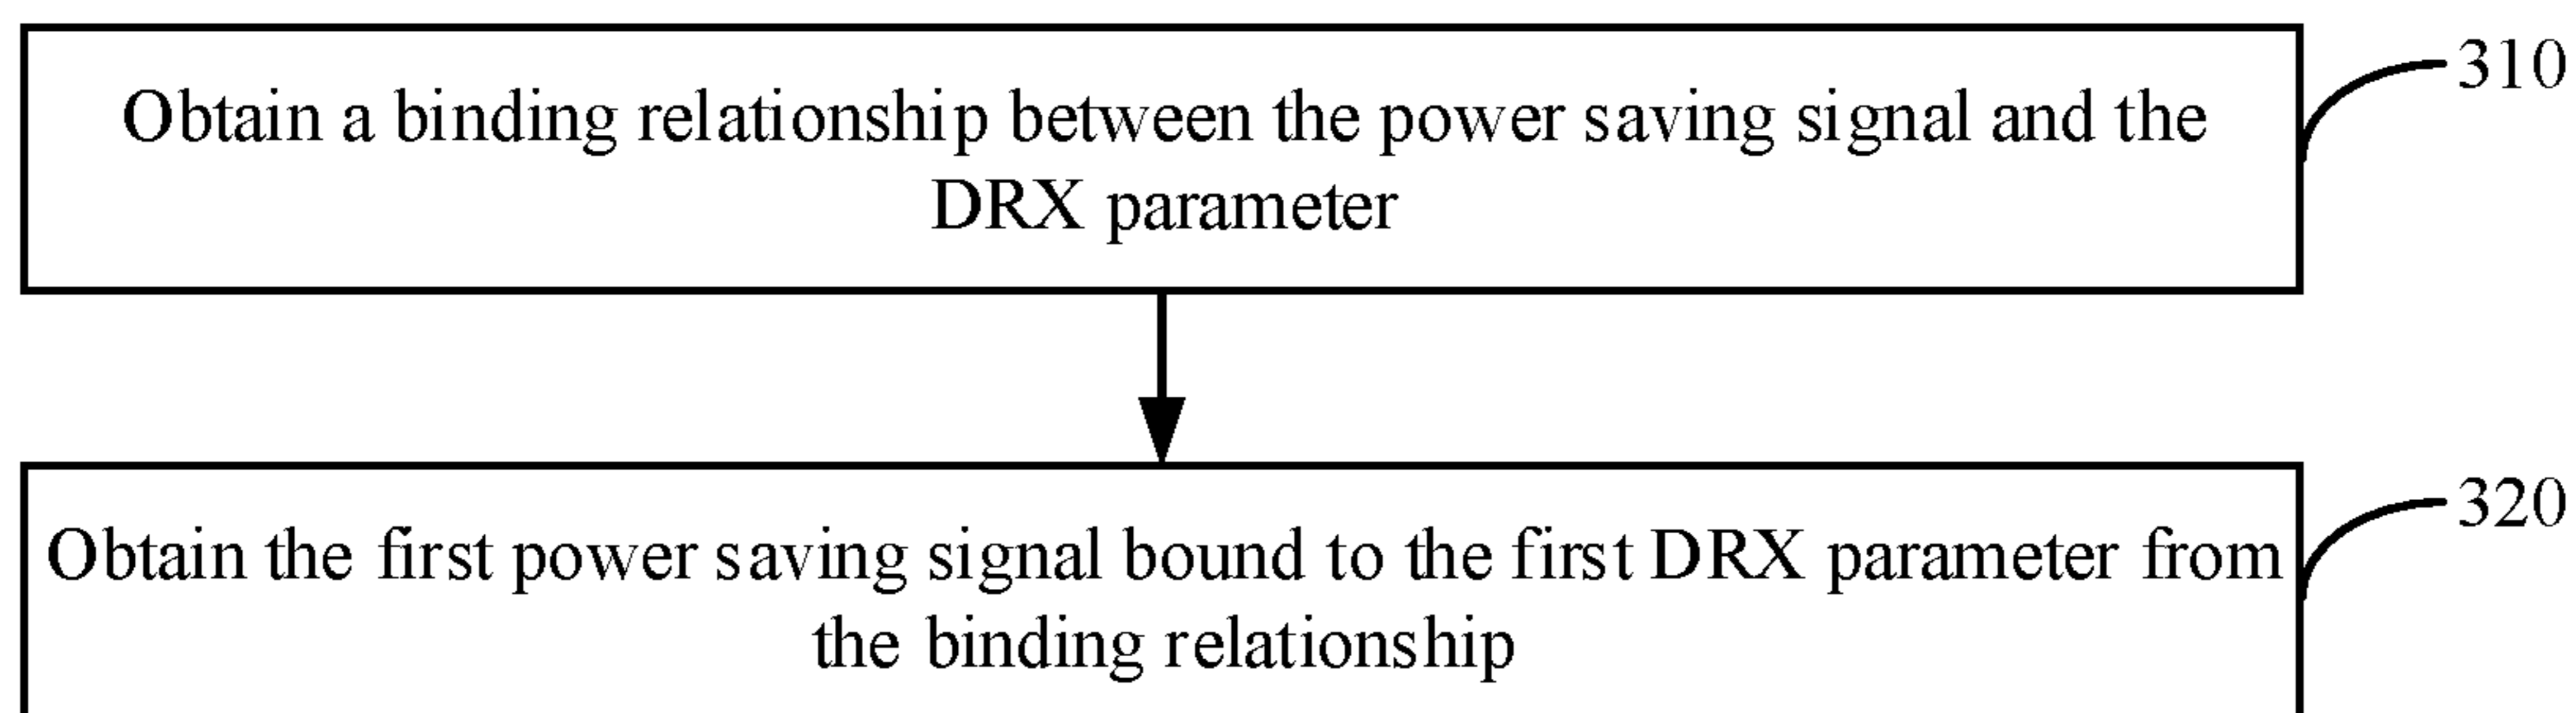 310
Obtain a binding relationship between the power saving signal and the
DRX parameter
320
Obtain the first power saving signal bound to the first DRX parameter from
the binding relationship